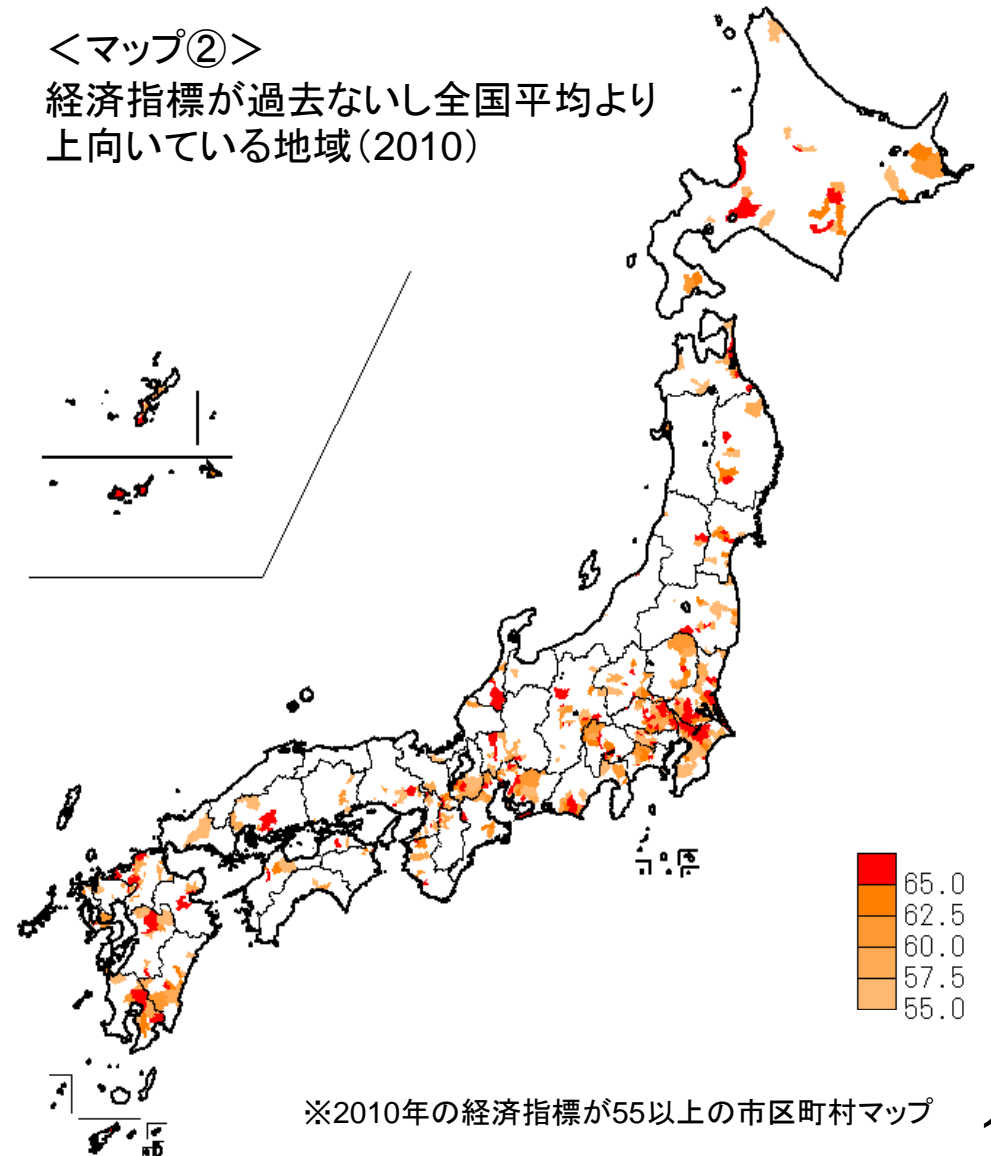 ＜マップ②＞
経済指標が過去ないし全国平均より
上向いている地域（2010）
65.0
62.5
60.0
57.5
55.0
※2010年の経済指標が55以上の市区町村マップ